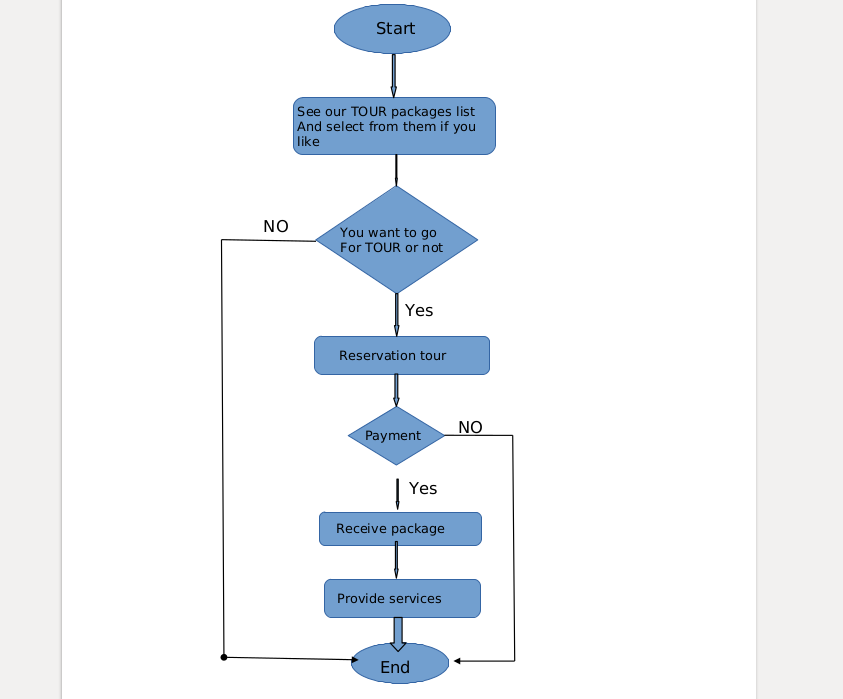 Start
See our TOUR packages list
And select from them if you
like
NO
You want to go
For TOUR or not
Yes
Reservation tour
Payment
NO
Yes
Receive package
Provide services
End